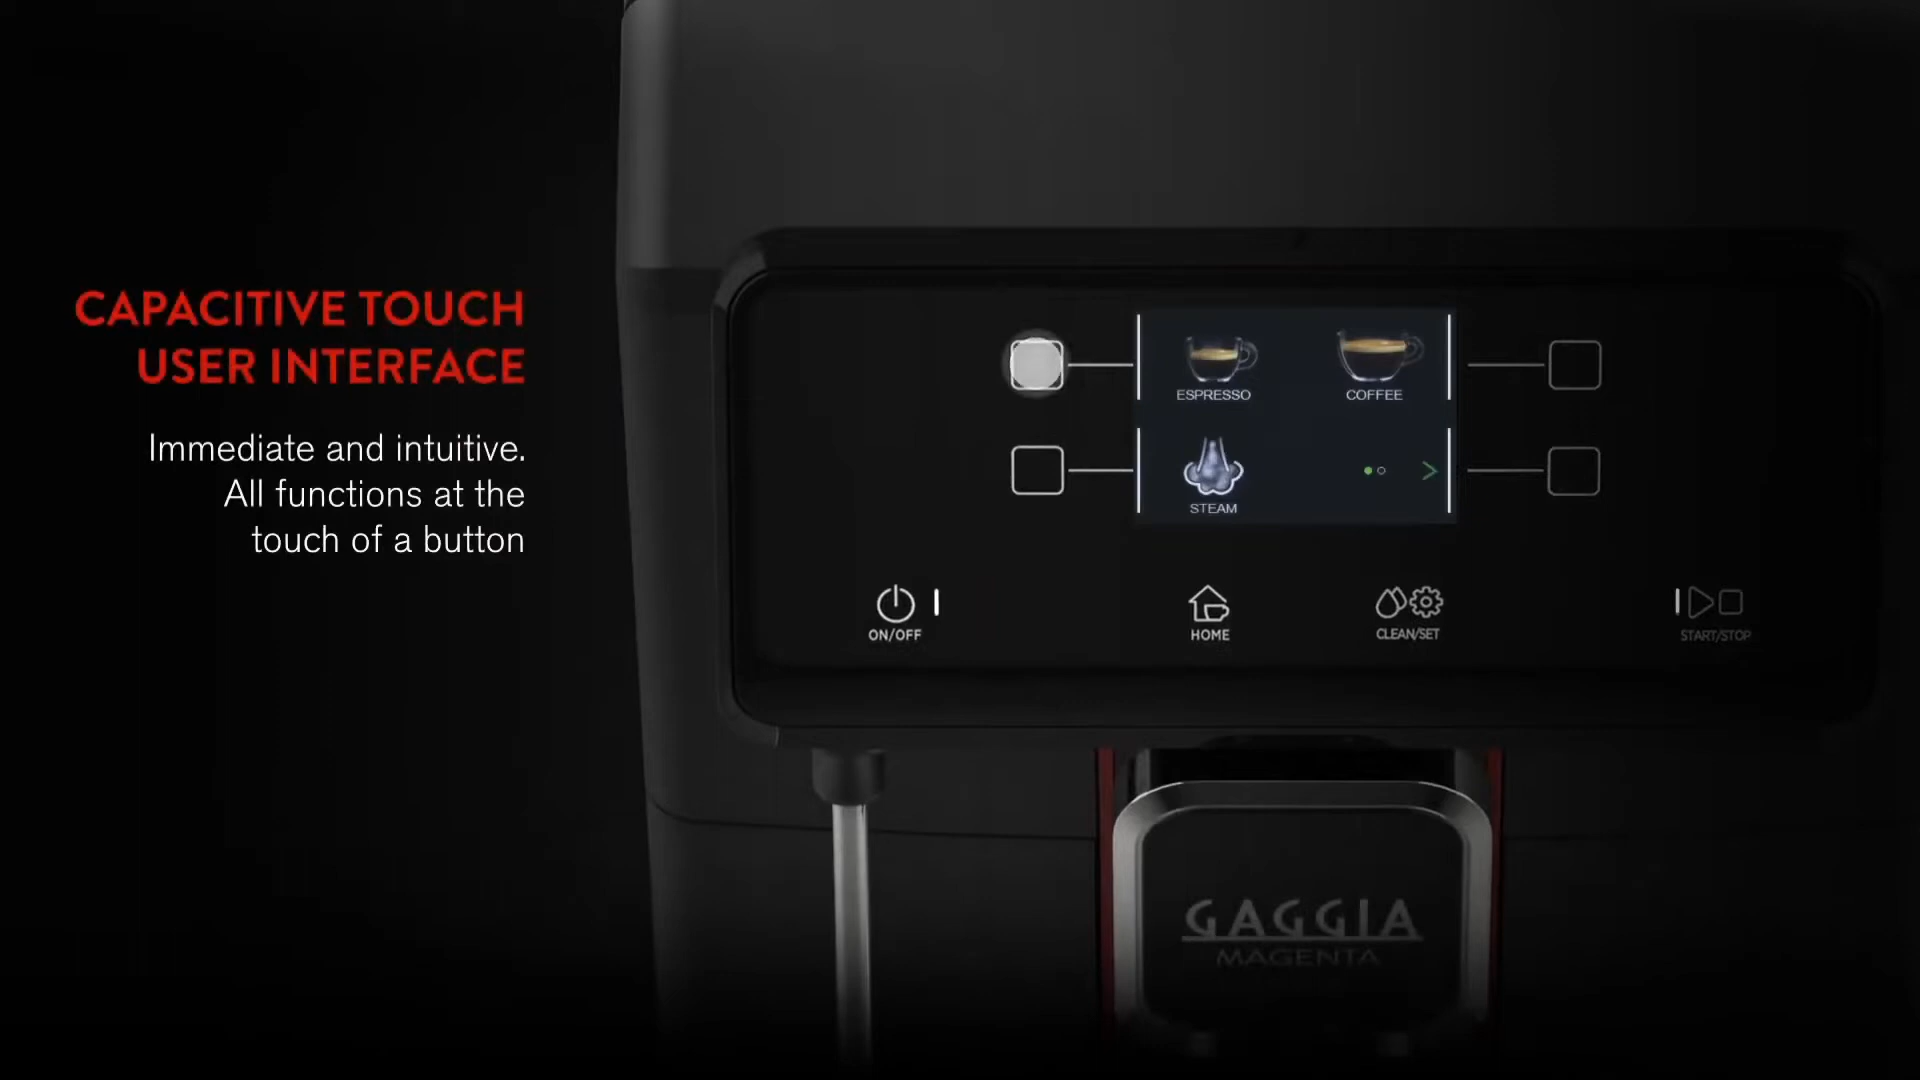 CAPACITIVE TOUCH
USER INTERFACE
Immediate and intuitive.
All functions at the
touch of a button
ESPRESSO
COFFEE
STEAM
ON/OFF
HOME
CLEAN/SET
START/STOP
GAGGIA
MAGENTA